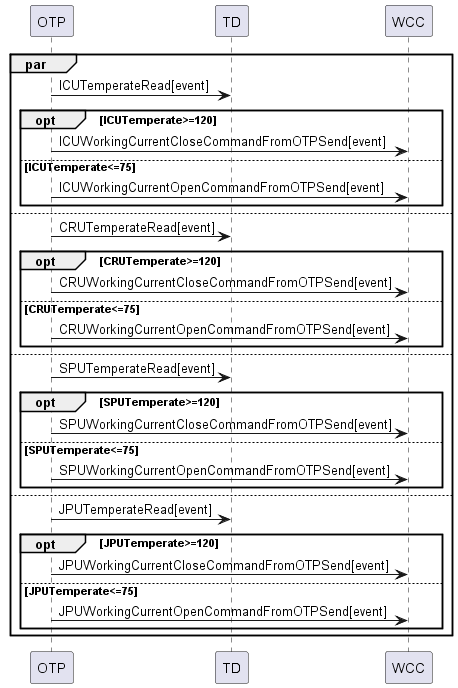 OTP TD WCC
par
ICUTemperateRead[event]
opt [ICUTemperate>=120]
ICUWorkingCurrentCloseCommandFromOTPSend[event]
[ICUTemperate<=75]
ICUWorkingCurrentOpenCommandFromOTPSend[event]
CRUTemperateRead[event]
opt [CRUTemperate>=120]
CRUWorkingCurrentCloseCommandFromOTPSend[event]
[CRUTemperate<=75]
CRUWorkingCurrentOpenCommandFromOTPSend[event]
SPUTemperateRead[event]
opt [SPUTemperate>=120]
SPUWorkingCurrentCloseCommandFromOTPSend[event]
[SPUTemperate<=75]
SPUWorkingCurrentOpenCommandFromOTPSend[event]
JPUTemperateRead[event]
opt [JPUTemperate>=120]
JPUWorkingCurrentCloseCommandFromOTPSend[event]
[JPUTemperate<=75]
JPUWorkingCurrentOpenCommandFromOTPSend[event]
OTP TD WCC